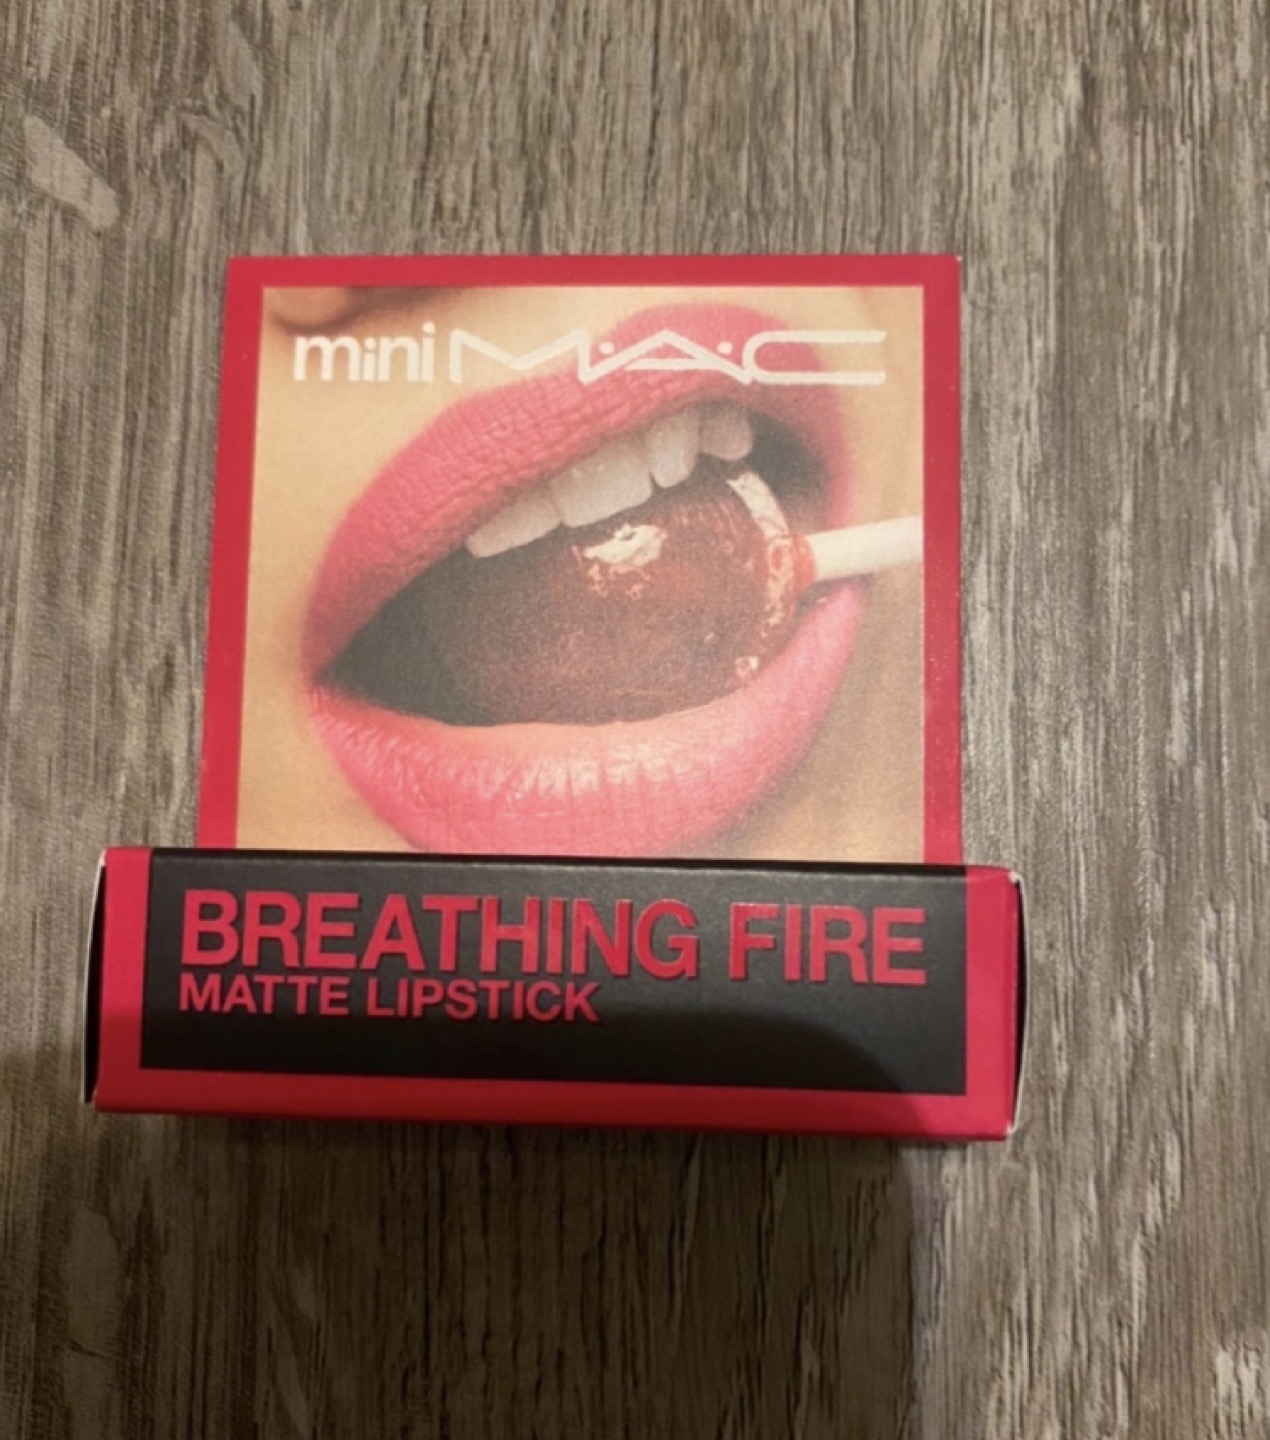 mini M·A·C
BREATHING FIRE
MATTE LIPSTICK